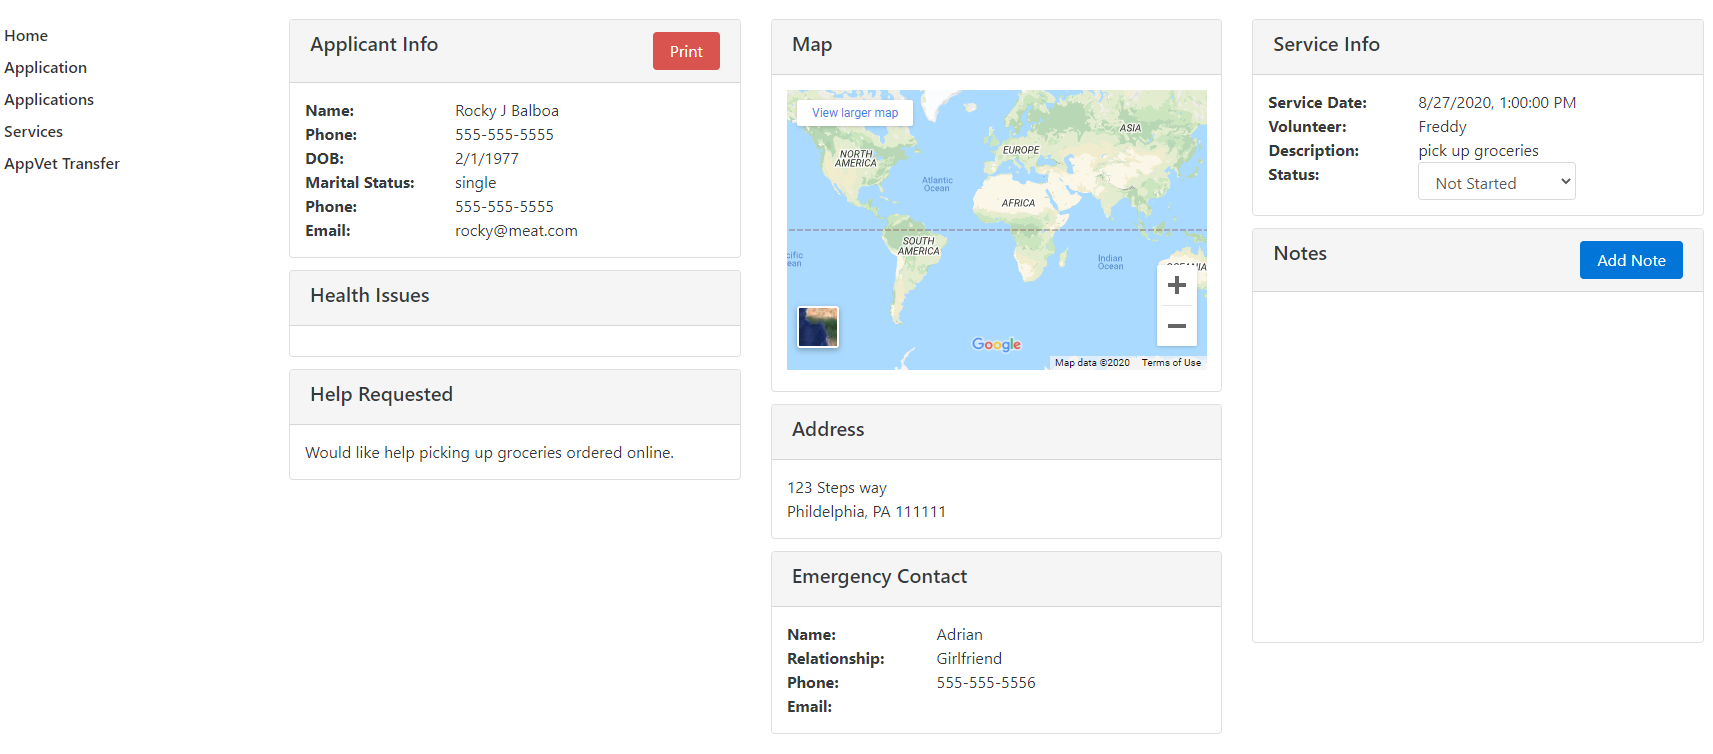 Home
Application
Applications
Services
AppVet Transfer
Applicant Info
Print
Name: Rocky J Balboa
Phone: 555-555-5555
DOB: 2/1/1977
Marital Status: single
Phone: 555-555-5555
Email: rocky@meat.com
Health Issues
Help Requested
Would like help picking up groceries ordered online.
Map
View larger map
NORTH
AMERICA
EUROPE
ASIA
Atlantic
Ocean
AFRICA
SOUTH
AMERICA
Indian
Ocean
cific
ean
Google
Map data ©2020 Terms of Use
Address
123 Steps way
Phildelphia, PA 111111
Emergency Contact
Name: Adrian
Relationship: Girlfriend
Phone: 555-555-5556
Email:
Service Info
Service Date: 8/27/2020, 1:00:00 PM
Volunteer: Freddy
Description: pick up groceries
Status: Not Started
Notes
Add Note